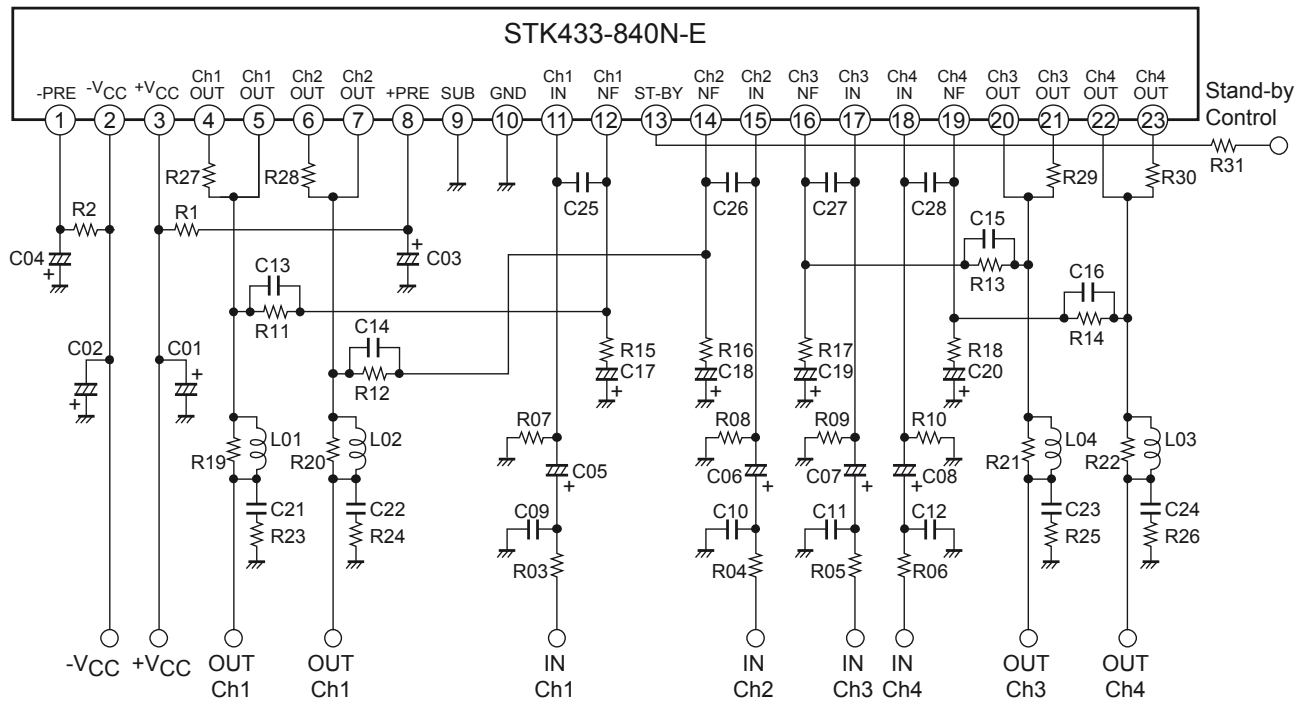 STK433-840N-E
-PRE -VCC +VCC Ch1 OUT Ch1 OUT Ch2 OUT Ch2 OUT +PRE SUB GND Ch1 IN Ch1 NF ST-BY Ch2 NF Ch2 IN Ch3 NF Ch3 IN Ch4 IN Ch4 NF Ch3 OUT Ch3 OUT Ch4 OUT Ch4 OUT
1 2 3 4 5 6 7 8 9 10 11 12 13 14 15 16 17 18 19 20 21 22 23
Stand-by
Control
R31
R27 R28 R29 R30
C25 C26 C27 C28
R2 R1 C15
C04 + + C03 R13
C13 C16
R11 R14
C14
C02 C01 R15 R16 R17 R18
+ + R12 C17 + C18 + C19 + C20 +
R07 R08 R09 R10
R19 L01 R20 L02 R21 L04 R22 L03
C05 + C06 + C07 + C08 +
C21 C22 C09 C10 C11 C12 C23 C24
R23 R24 R25 R26
R03 R04 R05 R06
-VCC +VCC OUT OUT IN IN IN IN OUT OUT
Ch1 Ch1 Ch1 Ch2 Ch3 Ch4 Ch3 Ch4